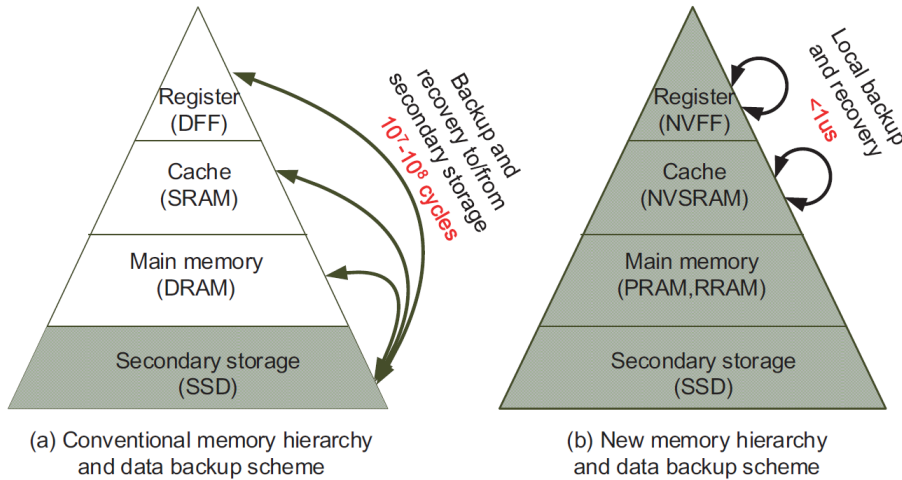 Register
(DFF)
Cache
(SRAM)
Main memory
(DRAM)
Secondary storage
(SSD)
Backup and
recovery to/from
secondary storage
10⁷-10⁸ cycles
(a) Conventional memory hierarchy
and data backup scheme
Register
(NVFF)
Cache
(NVSRAM)
Main memory
(PRAM,RRAM)
Secondary storage
(SSD)
Local backup
and recovery
<1us
(b) New memory hierarchy
and data backup scheme